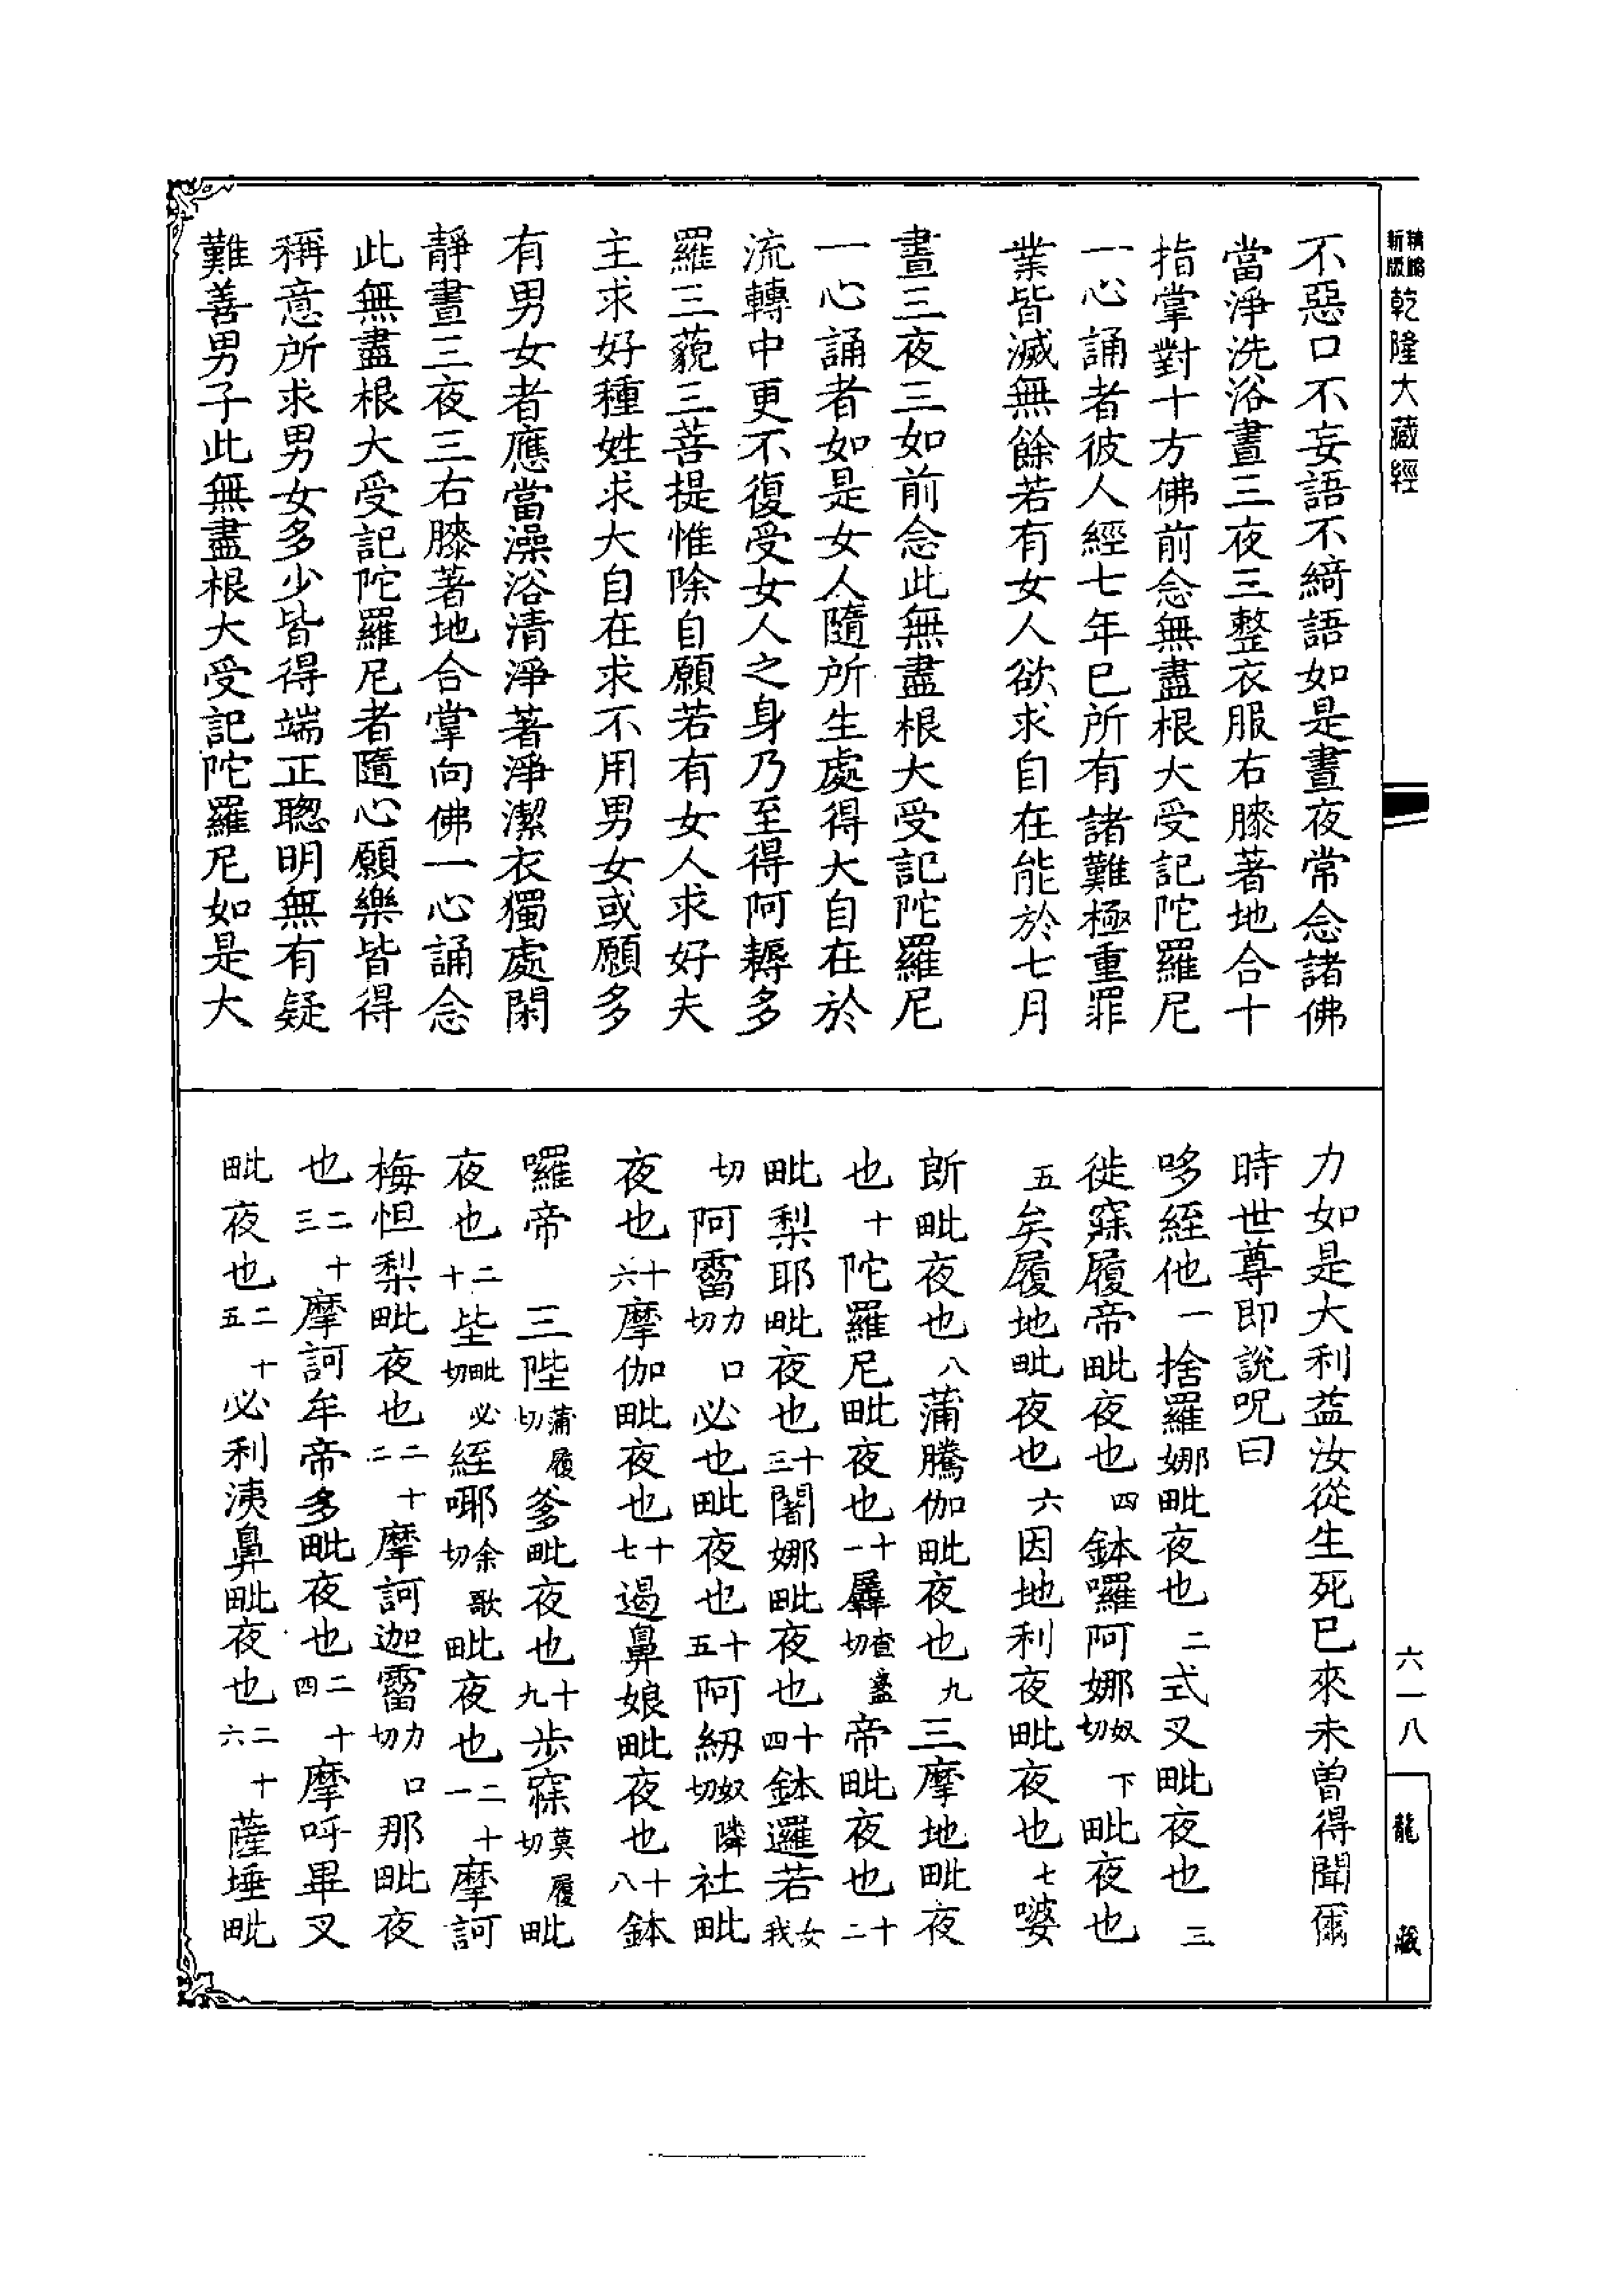 新版精縮乾隆大藏經
六一八
龍藏
不惡口不妄語不綺語如是晝夜常念諸佛
當淨洗浴晝三夜三整衣服右膝著地合十
指掌對十方佛前念無盡根大受記陀羅尼
一心誦者彼人經七年已所有諸難極重罪
業皆滅無餘若有女人欲求自在能於七月
晝三夜三如前念此無盡根大受記陀羅尼
一心誦者如是女人隨所生處得大自在於
流轉中更不復受女人之身乃至得阿耨多
羅三藐三菩提惟除自願若有女人求好夫
主求好種姓求大自在求不用男女或願多
有男女者應當澡浴清淨著淨潔衣獨處閑
靜晝三夜三右膝著地合掌向佛一心誦念
此無盡根大受記陀羅尼者隨心願樂皆得
稱意所求男女多少皆得端正聰明無有疑
難善男子此無盡根大受記陀羅尼如是大
力如是大利益汝從生死已來未曾得聞爾
時世尊即說呪曰
哆絰他一捨羅娜毗夜也二式叉毗夜也三
徙寐履帝毗夜也四鉢囉阿娜奴下切毗夜也
五矣履地毗夜也六因地利夜毗夜也七婆
斫毗夜也八蒲騰伽毗夜也九三摩地毗夜
也十陀羅尼毗夜也十一羼查盞切帝毗夜也十二
毗梨耶毗夜也十三闍娜毗夜也十四鉢邏若女我
切阿霤力口切必也毗夜也十五阿紉奴隣切社毗
夜也十六摩伽毗夜也十七遏鼻娘毗夜也十八鉢
囉帝三陛蒲履切爹毗夜也十九步寐莫履切毗
夜也二十坒毗必切絰嘢余歌切毗夜也二十一摩訶
梅怛梨毗夜也二十二摩訶迦霤力口切那毗夜
也二十三摩訶牟帝多毗夜也二十四摩呼畢叉
毗夜也二十五必利洟鼻毗夜也二十六薩埵毗